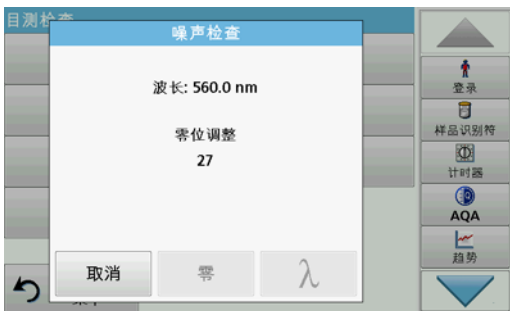 目测检查
噪声检查
波长: 560.0 nm
零位调整
27
取消
零
λ
登录
样品识别符
计时器
AQA
趋势